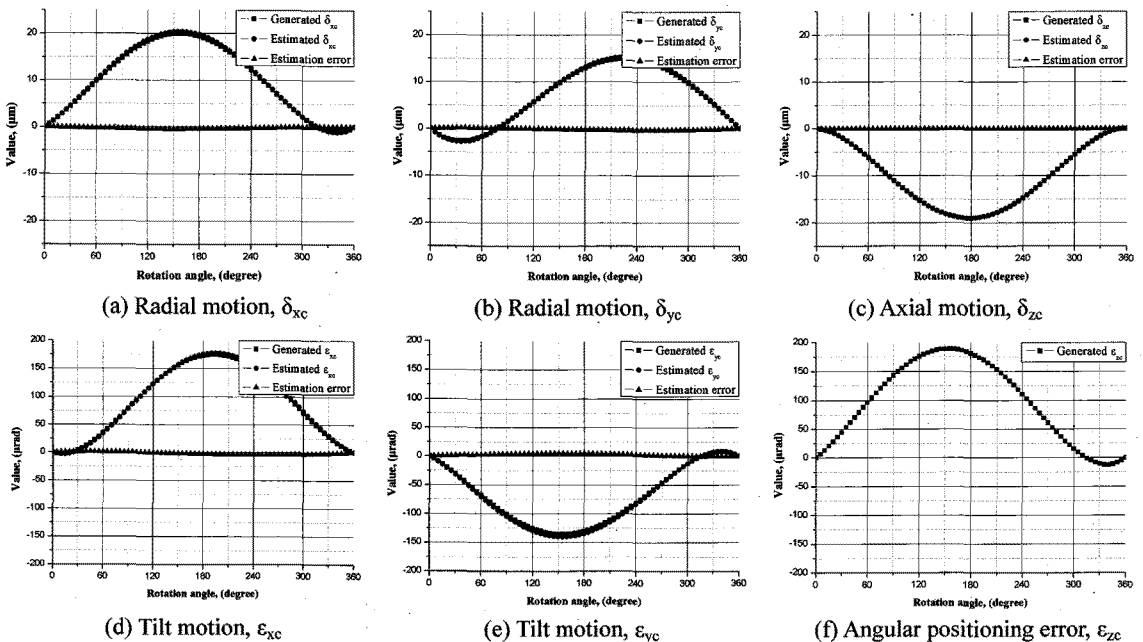 Generated δxc
Estimated δxc
Estimation error
Value, (μm)
20
10
0
-10
-20
0 60 120 180 240 300 360
Rotation angle, (degree)
(a) Radial motion, δxc
Generated δyc
Estimated δyc
Estimation error
Value, (μm)
20
10
0
-10
-20
0 60 120 180 240 300 360
Rotation angle, (degree)
(b) Radial motion, δyc
Generated δzc
Estimated δzc
Estimation error
Value, (μm)
20
10
0
-10
-20
0 60 120 180 240 300 360
Rotation angle, (degree)
(c) Axial motion, δzc
Generated εxc
Estimated εxc
Estimation error
Value, (μrad)
200
150
100
50
0
-50
-100
-150
-200
0 60 120 180 240 300 360
Rotation angle, (degree)
(d) Tilt motion, εxc
Generated εyc
Estimated εyc
Estimation error
Value, (μrad)
200
150
100
50
0
-50
-100
-150
-200
0 60 120 180 240 300 360
Rotation angle, (degree)
(e) Tilt motion, εyc
Generated εzc
Value, (μrad)
200
150
100
50
0
-50
-100
-150
-200
0 60 120 180 240 300 360
Rotation angle, (degree)
(f) Angular positioning error, εzc